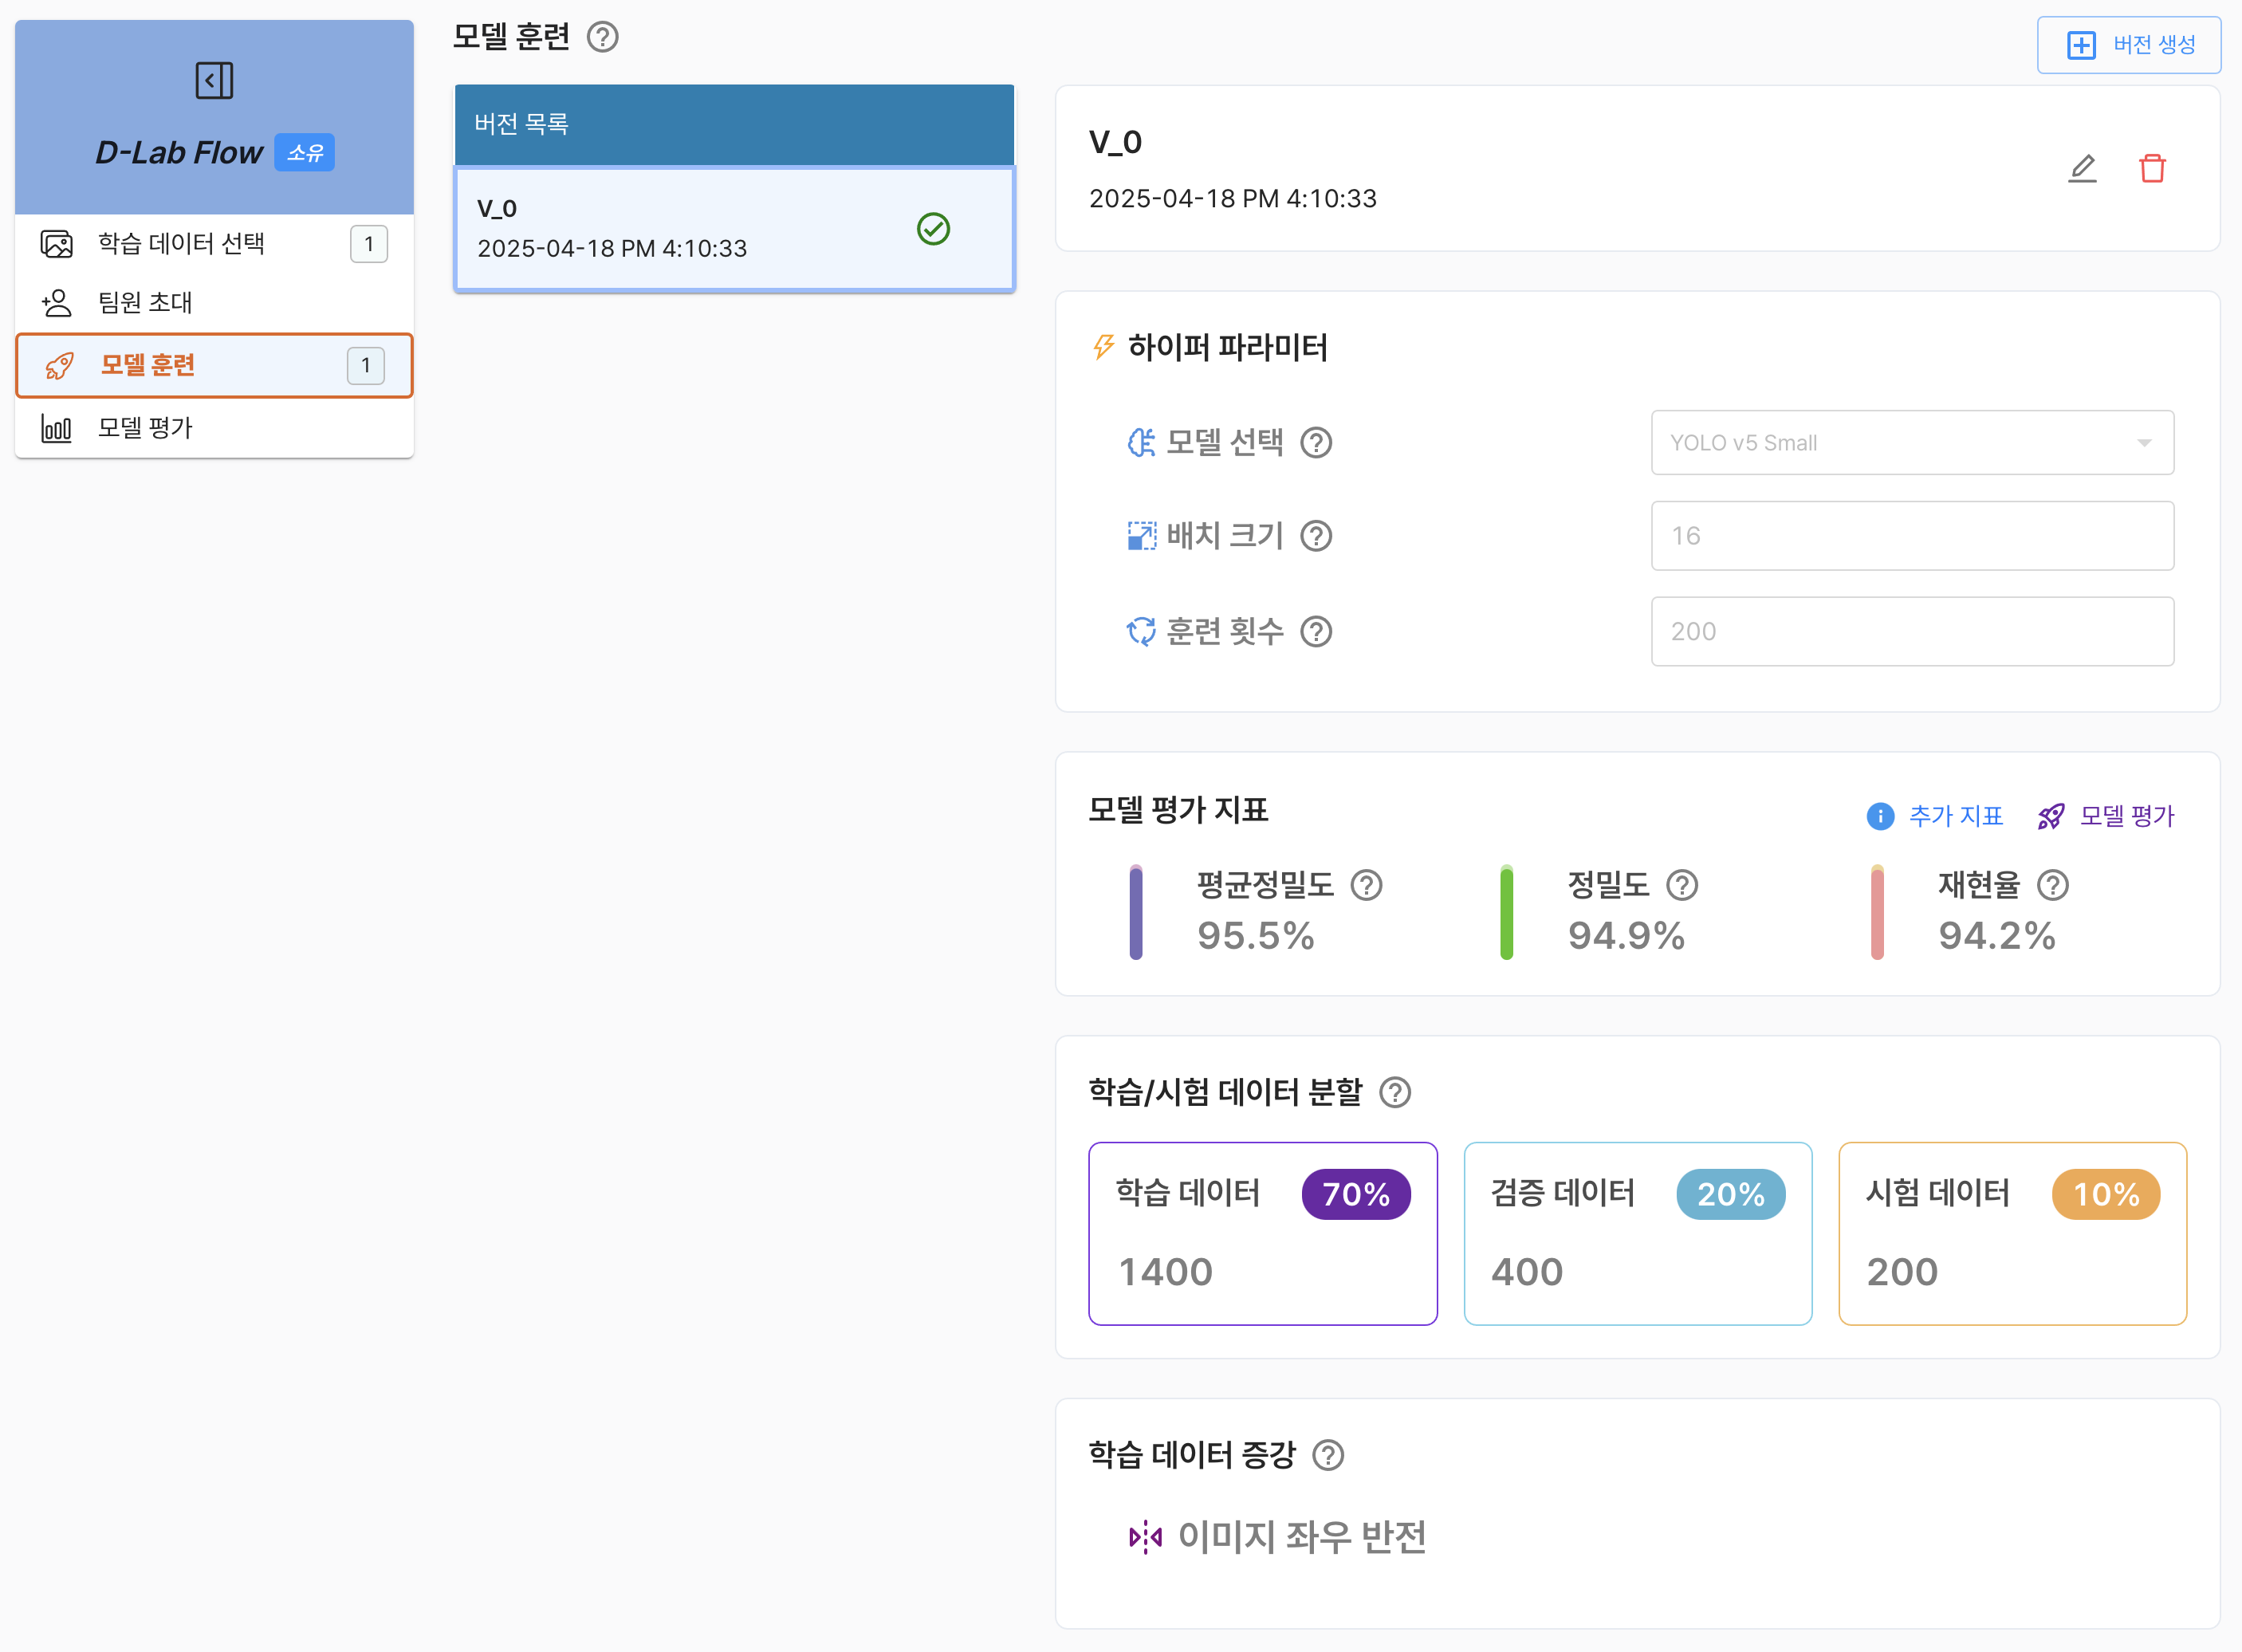 D-Lab Flow 소유
学습 데이터 선택 1
팀원 초대
모델 훈련 1
모델 평가
모델 훈련
버전 생성
버전 목록
V_0
2025-04-18 PM 4:10:33
V_0
2025-04-18 PM 4:10:33
하이퍼 파라미터
모델 선택
YOLO v5 Small
배치 크기
16
훈련 횟수
200
모델 평가 지표
추가 지표 모델 평가
평균정밀도 정밀도 재현율
95.5% 94.9% 94.2%
학습/시험 데이터 분할
학습 데이터 70% 검증 데이터 20% 시험 데이터 10%
1400 400 200
학습 데이터 증강
이미지 좌우 반전